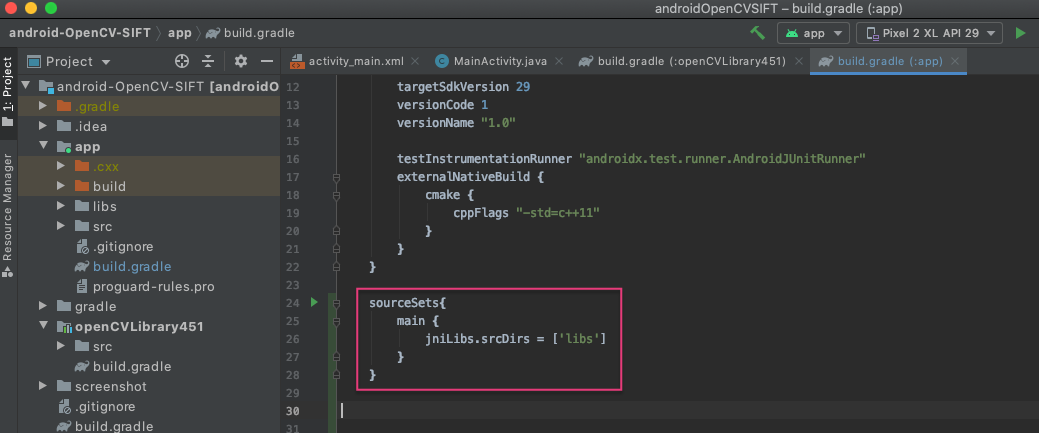 androidOpenCVSIFT – build.gradle (:app)
android-OpenCV-SIFT app build.gradle
app
Pixel 2 XL API 29
1: Project
Resource Manager
Project
activity_main.xml
MainActivity.java
build.gradle (:openCVLibrary451)
build.gradle (:app)
android-OpenCV-SIFT [androidO
.gradle
.idea
app
.cxx
build
libs
src
.gitignore
build.gradle
proguard-rules.pro
gradle
openCVLibrary451
src
build.gradle
screenshot
.gitignore
build.gradle
12 targetSdkVersion 29
13 versionCode 1
14 versionName "1.0"
15
16 testInstrumentationRunner "androidx.test.runner.AndroidJUnitRunner"
17 externalNativeBuild {
18 cmake {
19 cppFlags "-std=c++11"
20 }
21 }
22 }
23
24 sourceSets{
25 main {
26 jniLibs.srcDirs = ['libs']
27 }
28 }
29
30
31